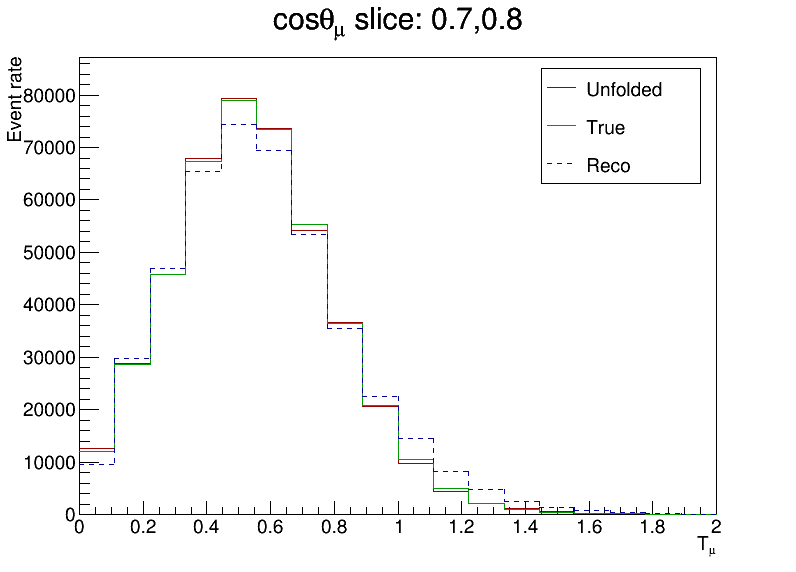 cosθμ slice: 0.7,0.8
Event rate
80000
70000
60000
50000
40000
30000
20000
10000
0
Unfolded
True
Reco
0 0.2 0.4 0.6 0.8 1 1.2 1.4 1.6 1.8 2
Tμ